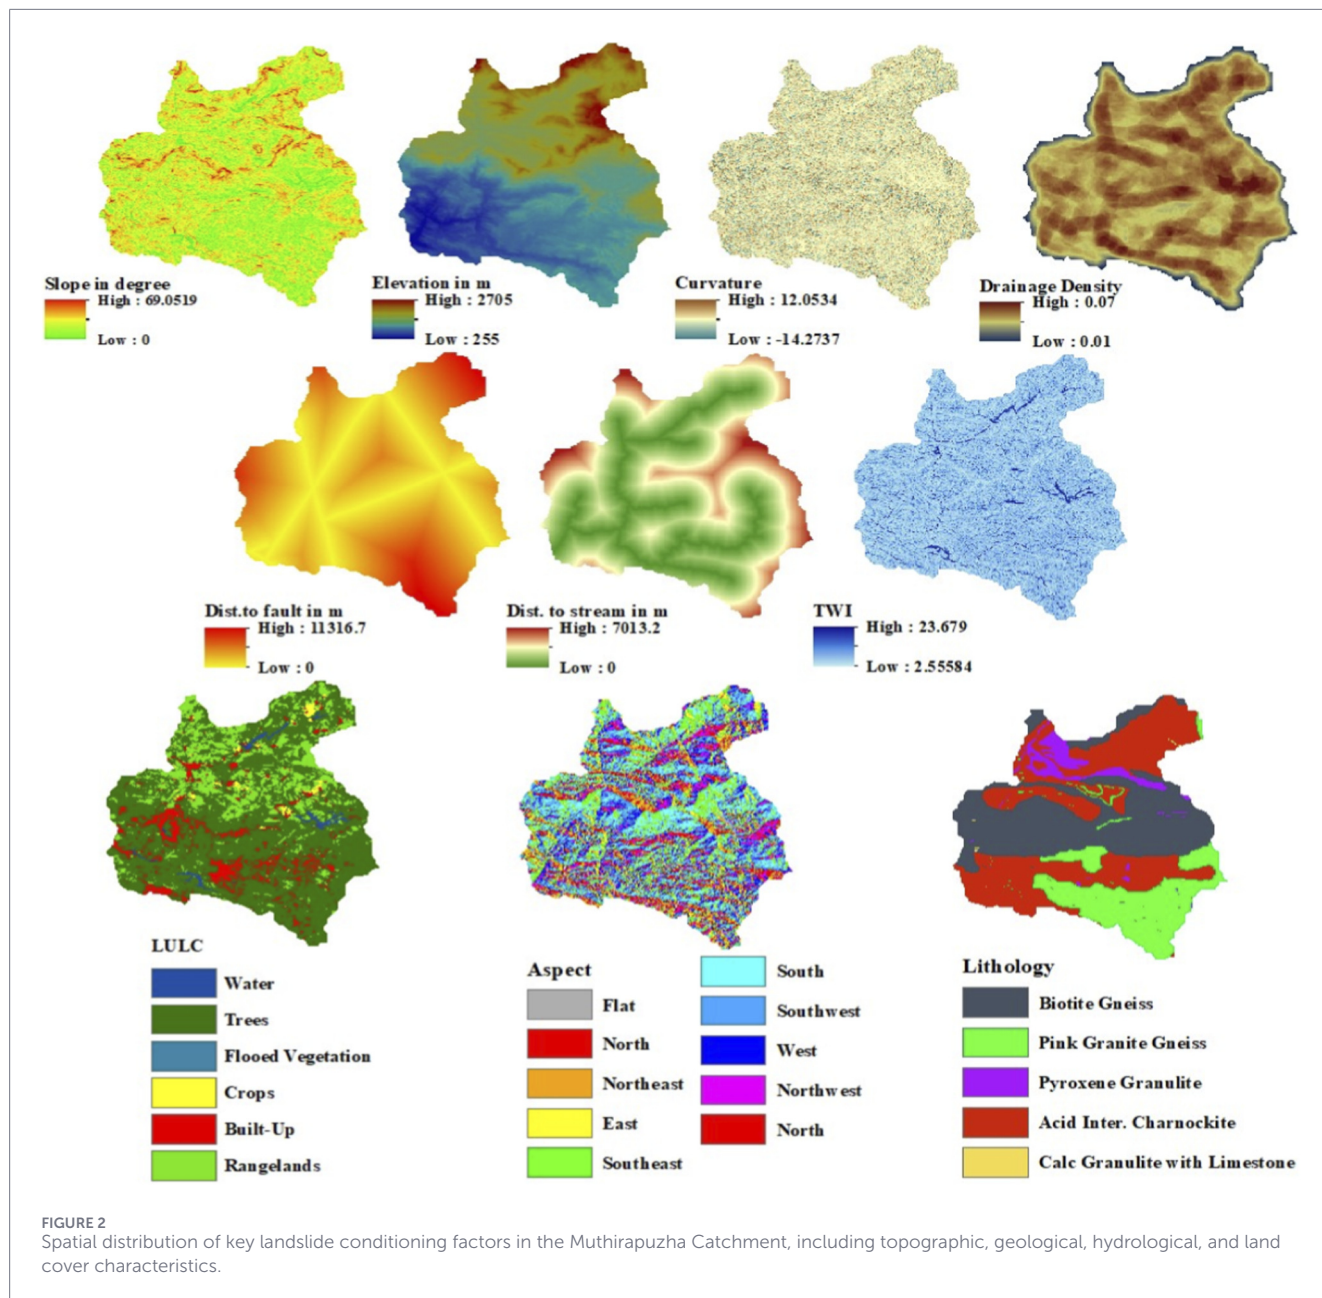 Slope in degree
High : 69.0519
Low : 0
Elevation in m
High : 2705
Low : 255
Curvature
High : 12.0534
Low : -14.2737
Drainage Density
High : 0.07
Low : 0.01
Dist.to fault in m
High : 11316.7
Low : 0
Dist. to stream in m
High : 7013.2
Low : 0
TWI
High : 23.679
Low : 2.55584
LULC
Water
Trees
Flooed Vegetation
Crops
Built-Up
Rangelands
Aspect
Flat
North
Northeast
East
Southeast
South
Southwest
West
Northwest
North
Lithology
Biotite Gneiss
Pink Granite Gneiss
Pyroxene Granulite
Acid Inter. Charnockite
Calc Granulite with Limestone
FIGURE 2
Spatial distribution of key landslide conditioning factors in the Muthirapuzha Catchment, including topographic, geological, hydrological, and land
cover characteristics.